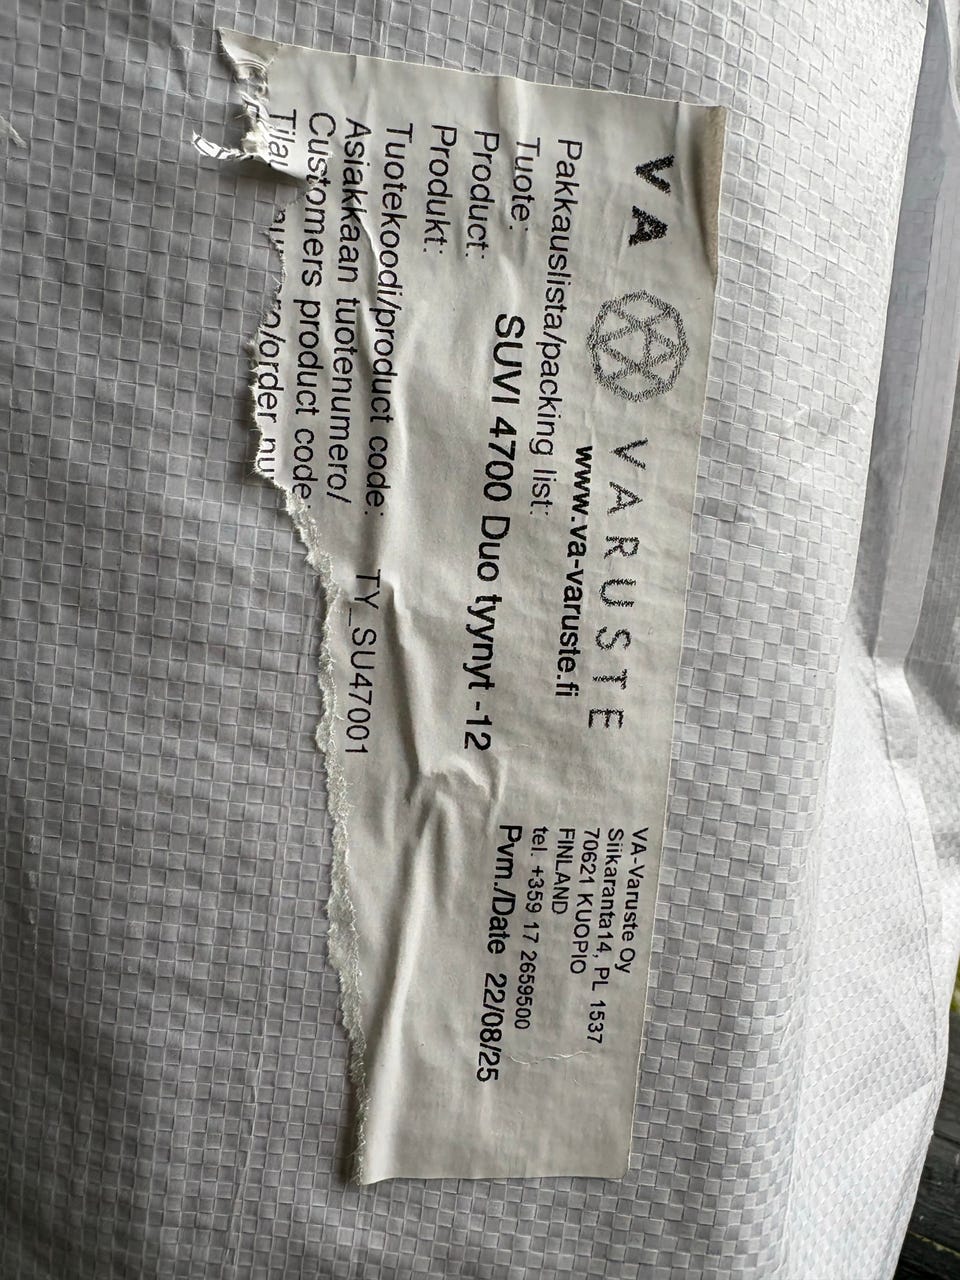 VA VARUSTE
www.va-varuste.fi
VA-Varuste Oy
Siikaranta14, PL 1537
70621 KUOPIO
FINLAND
tel. +359 17 2659500
Pvm./Date 22/08/25
Pakkauslista/packing list:
Tuote:
Product: SUVI 4700 Duo tyynyt -12
Produkt:
Tuotekoodi/product code: TY_SU47001
Asiakkaan tuotenumero/
Customers product code:
/order